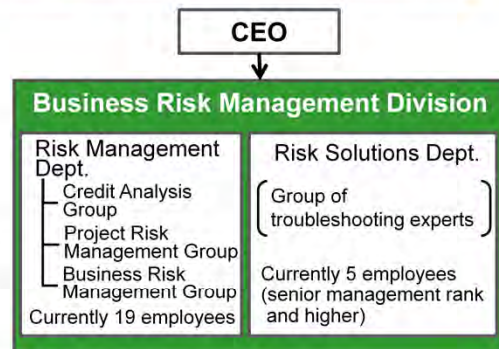 CEO
Business Risk Management Division
Risk Management
Dept.
Credit Analysis
Group
Project Risk
Management Group
Business Risk
Management Group
Currently 19 employees
Risk Solutions Dept.
Group of
troubleshooting experts
Currently 5 employees
(senior management rank
and higher)